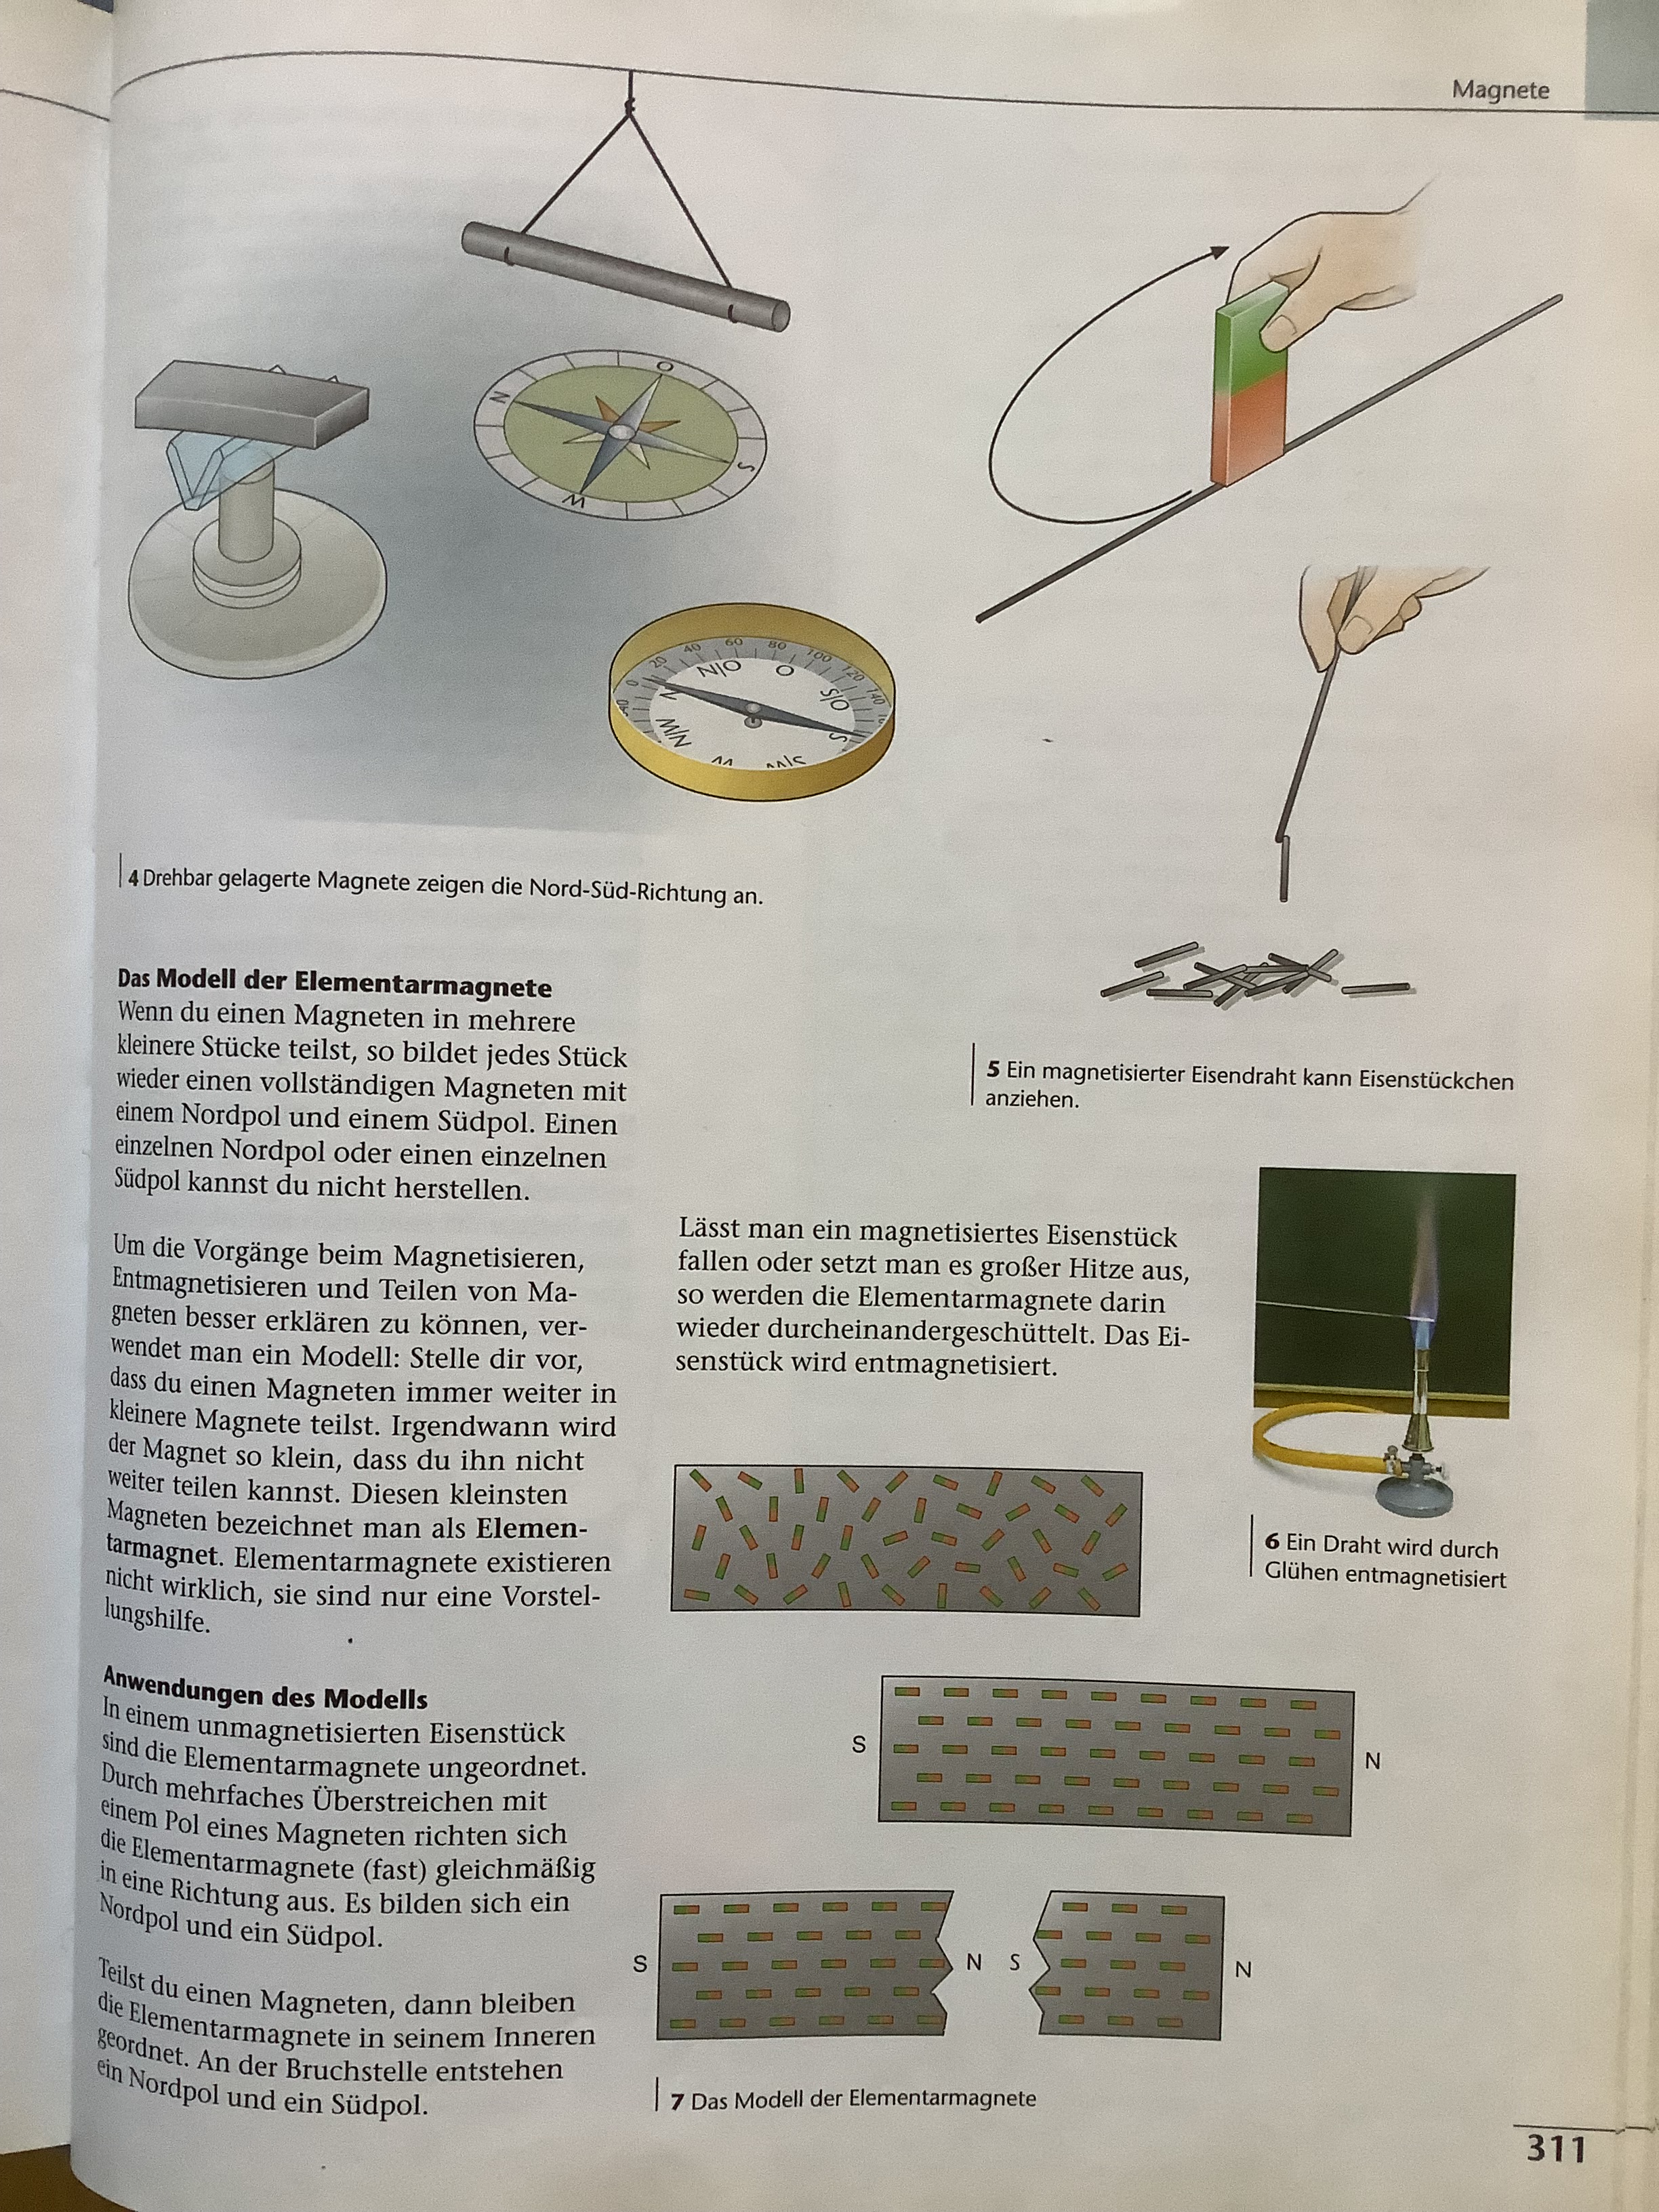 Magnete
N
O
S
W
0 20 40 60 80 100 120 140
N N/O O S/O S
N/W W S/W
4 Drehbar gelagerte Magnete zeigen die Nord-Süd-Richtung an.
Das Modell der Elementarmagnete
Wenn du einen Magneten in mehrere
kleinere Stücke teilst, so bildet jedes Stück
wieder einen vollständigen Magneten mit
einem Nordpol und einem Südpol. Einen
einzelnen Nordpol oder einen einzelnen
Südpol kannst du nicht herstellen.
Um die Vorgänge beim Magnetisieren,
Entmagnetisieren und Teilen von Ma-
gneten besser erklären zu können, ver-
wendet man ein Modell: Stelle dir vor,
dass du einen Magneten immer weiter in
kleinere Magnete teilst. Irgendwann wird
der Magnet so klein, dass du ihn nicht
weiter teilen kannst. Diesen kleinsten
Magneten bezeichnet man als Elemen-
tarmagnet. Elementarmagnete existieren
nicht wirklich, sie sind nur eine Vorstel-
lungshilfe.
Anwendungen des Modells
In einem unmagnetisierten Eisenstück
sind die Elementarmagnete ungeordnet.
Durch mehrfaches Überstreichen mit
einem Pol eines Magneten richten sich
die Elementarmagnete (fast) gleichmäßig
in eine Richtung aus. Es bilden sich ein
Nordpol und ein Südpol.
Teilst du einen Magneten, dann bleiben
die Elementarmagnete in seinem Inneren
geordnet. An der Bruchstelle entstehen
ein Nordpol und ein Südpol.
5 Ein magnetisierter Eisendraht kann Eisenstückchen
anziehen.
Lässt man ein magnetisiertes Eisenstück
fallen oder setzt man es großer Hitze aus,
so werden die Elementarmagnete darin
wieder durcheinandergeschüttelt. Das Ei-
senstück wird entmagnetisiert.
6 Ein Draht wird durch
Glühen entmagnetisiert
S N
S N S N
7 Das Modell der Elementarmagnete
311